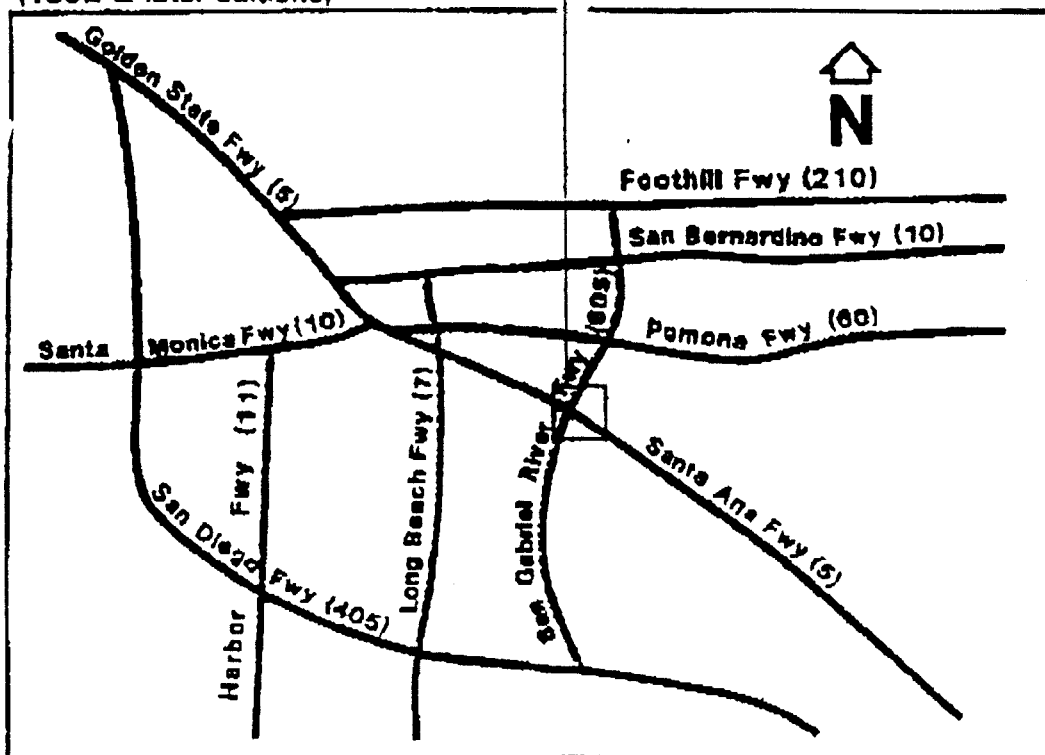 Golden State Fwy (5)
N
Foothill Fwy (210)
San Bernardino Fwy (10)
(605)
Pomona Fwy (60)
Santa Monica Fwy (10)
Fwy
Harbor Fwy (11)
Long Beach Fwy (7)
San Gabriel River
Santa Ana Fwy (5)
San Diego Fwy (405)